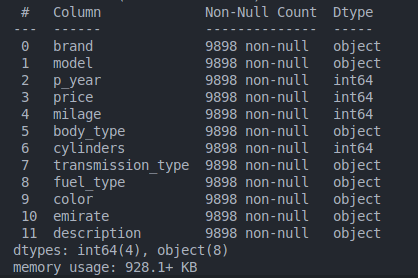 #   Column             Non-Null Count  Dtype
---  ------             --------------  -----
0   brand              9898 non-null   object
1   model              9898 non-null   object
2   p_year             9898 non-null   int64
3   price              9898 non-null   int64
4   milage             9898 non-null   int64
5   body_type          9898 non-null   object
6   cylinders          9898 non-null   int64
7   transmission_type  9898 non-null   object
8   fuel_type          9898 non-null   object
9   color              9898 non-null   object
10  emirate            9898 non-null   object
11  description        9898 non-null   object
dtypes: int64(4), object(8)
memory usage: 928.1+ KB